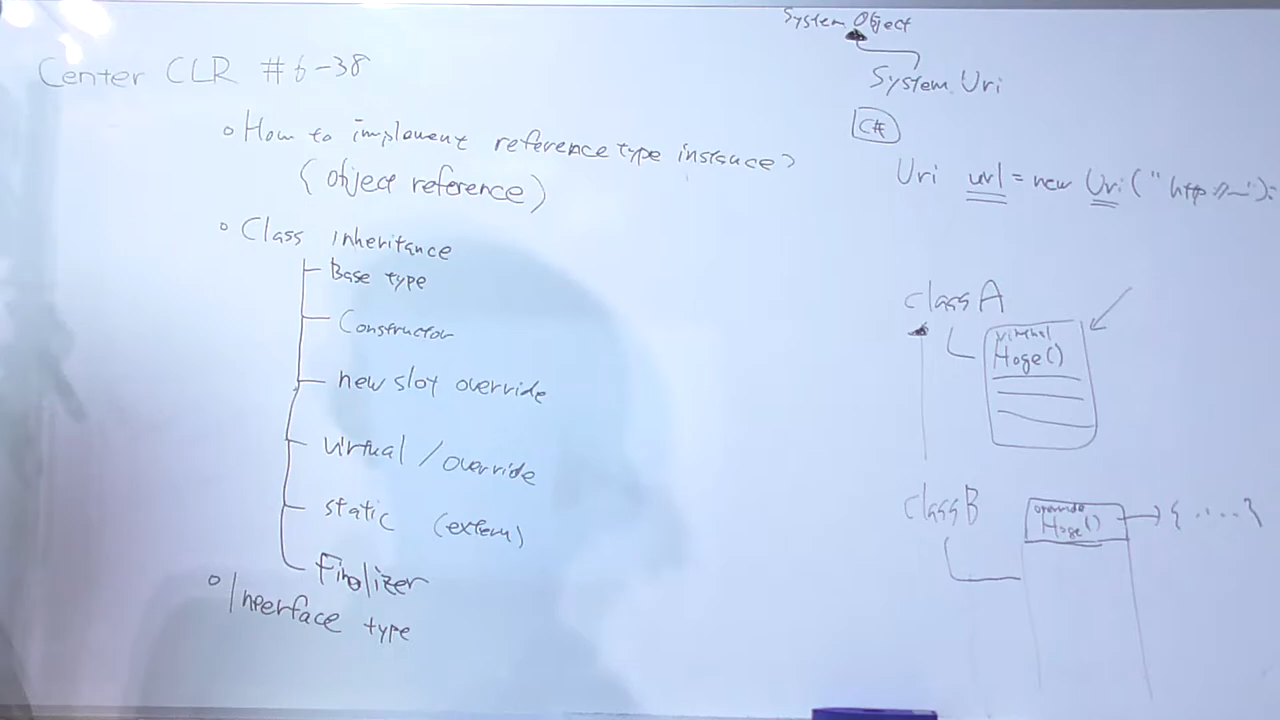 Center CLR #6-38
○ How to implement reference type instance?
(object reference)
○ Class inheritance
Base type
Constructor
new slot override
virtual / override
static (extern)
Finalizer
○ Interface type
System.Object
System.Uri
C#
Uri url = new Uri("http://~");
class A
virtual
Hoge()
class B
override
Hoge() → { ..... }